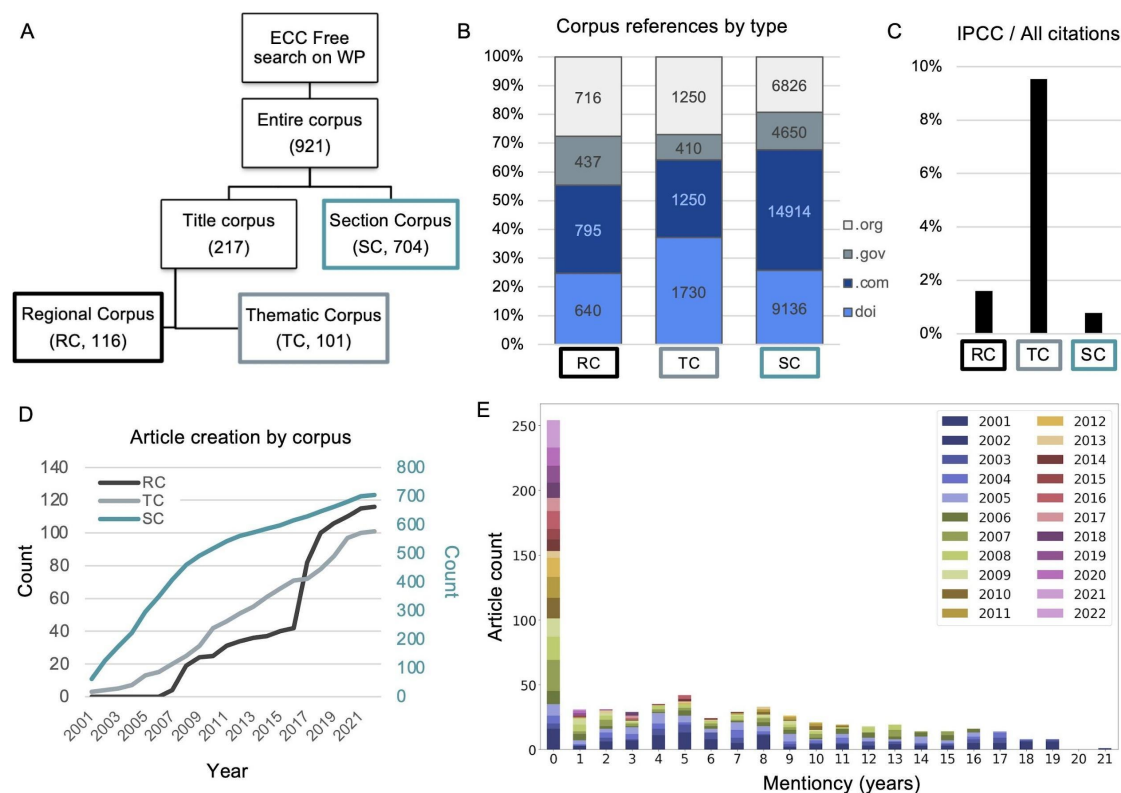 A
ECC Free
search on WP
Entire corpus
(921)
Title corpus
(217)
Section Corpus
(SC, 704)
Regional Corpus
(RC, 116)
Thematic Corpus
(TC, 101)
B
Corpus references by type
100%
90%
80%
70%
60%
50%
40%
30%
20%
10%
0%
716
437
795
640
1250
410
1250
1730
6826
4650
14914
9136
.org
.gov
.com
doi
RC
TC
SC
C
IPCC / All citations
10%
8%
6%
4%
2%
0%
RC
TC
SC
D
Article creation by corpus
140
120
100
80
60
40
20
0
Count
RC
TC
SC
800
700
600
500
400
300
200
100
0
Count
2001
2003
2005
2007
2009
2011
2013
2015
2017
2019
2021
Year
E
250
200
150
100
50
0
Article count
2001
2002
2003
2004
2005
2006
2007
2008
2009
2010
2011
2012
2013
2014
2015
2016
2017
2018
2019
2020
2021
2022
0 1 2 3 4 5 6 7 8 9 10 11 12 13 14 15 16 17 18 19 20 21
Mentioncy (years)